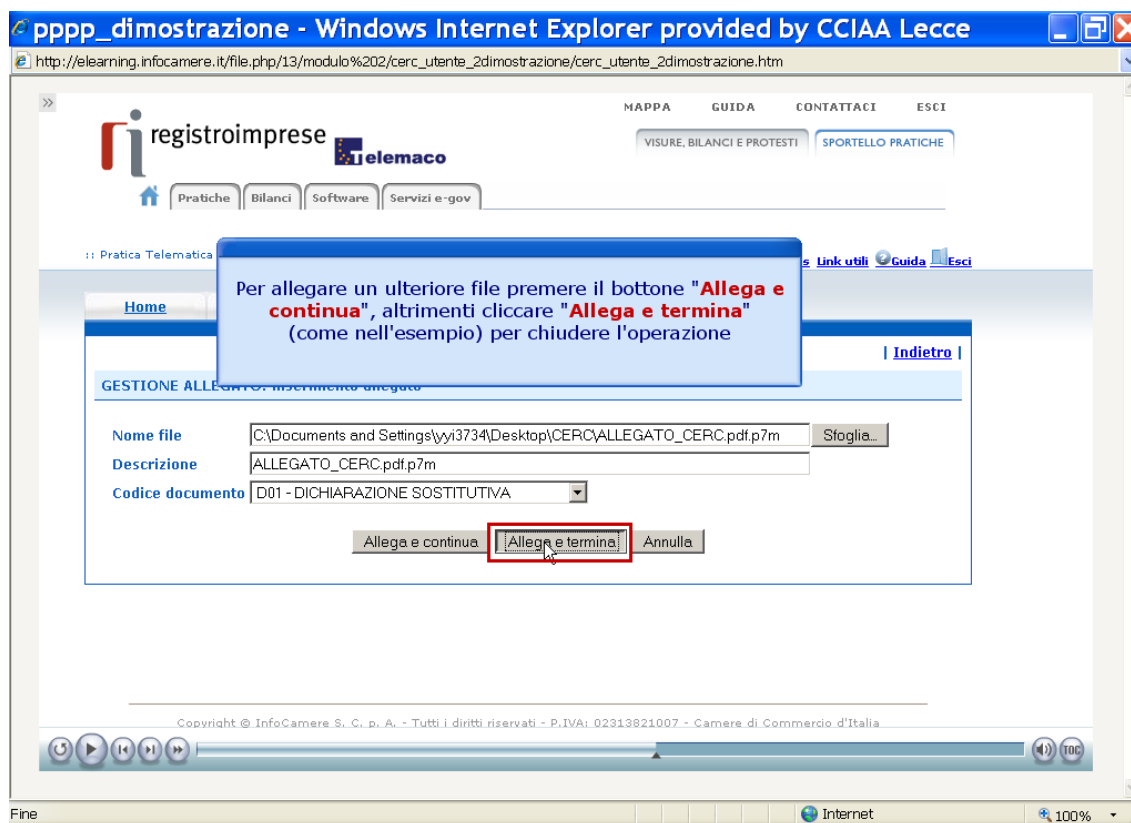 pppp_dimostrazione - Windows Internet Explorer provided by CCIAA Lecce
http://elearning.infocamere.it/file.php/13/modulo%202/cerc_utente_2dimostrazione/cerc_utente_2dimostrazione.htm
MAPPA GUIDA CONTATTACI ESCI
registroimprese
Telemaco
VISURE, BILANCI E PROTESTI SPORTELLO PRATICHE
Pratiche Bilanci Software Servizi e-gov
:: Pratica Telematica
s Link utili Guida Esci
Per allegare un ulteriore file premere il bottone "Allega e
continua", altrimenti cliccare "Allega e termina"
(come nell'esempio) per chiudere l'operazione
Home
| Indietro |
GESTIONE ALLEGATO: inserimento allegato
Nome file C:\Documents and Settings\yyi3734\Desktop\CERC\ALLEGATO_CERC.pdf.p7m Sfoglia...
Descrizione ALLEGATO_CERC.pdf.p7m
Codice documento D01 - DICHIARAZIONE SOSTITUTIVA
Allega e continua Allega e termina Annulla
Copyright © InfoCamere S. C. p. A. - Tutti i diritti riservati - P.IVA: 02313821007 - Camere di Commercio d'Italia
TOC
Fine Internet 100%